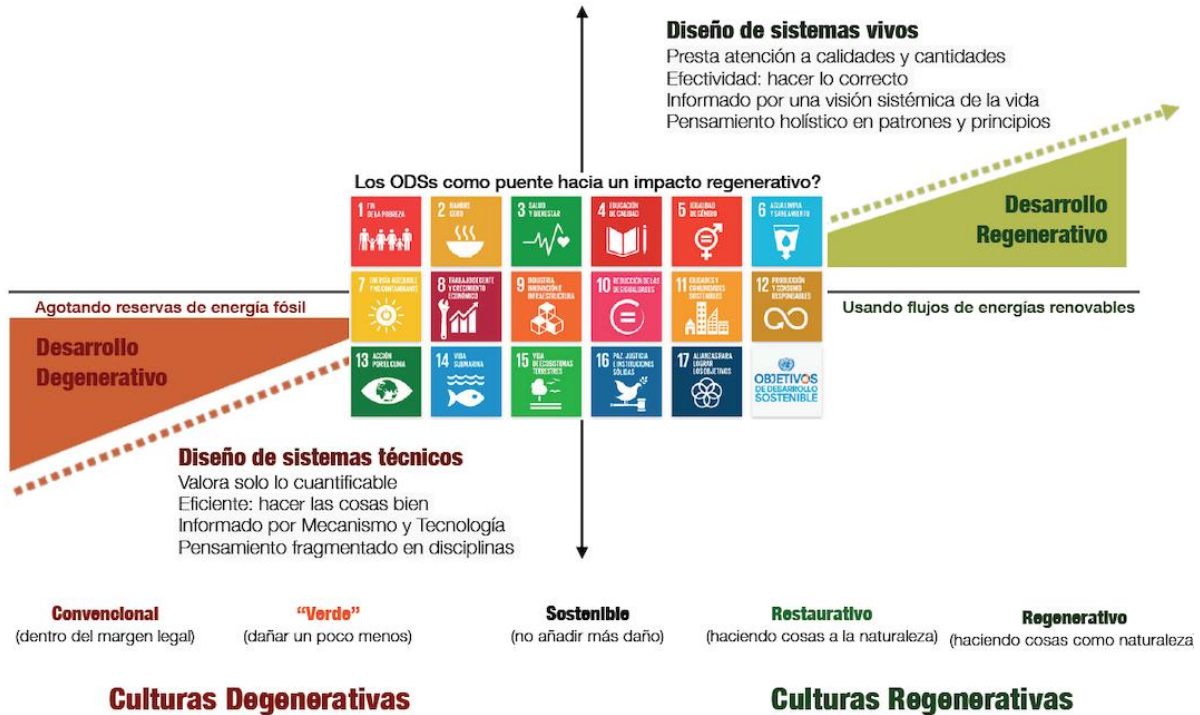 Diseño de sistemas vivos
Presta atención a calidades y cantidades
Efectividad: hacer lo correcto
Informado por una visión sistémica de la vida
Pensamiento holístico en patrones y principios
Los ODSs como puente hacia un impacto regenerativo?
1 FIN
DE LA POBREZA
2 HAMBRE
CERO
3 SALUD
Y BIENESTAR
4 EDUCACIÓN
DE CALIDAD
5 IGUALDAD
DE GÉNERO
6 AGUA LIMPIA
Y SANEAMIENTO
7 ENERGÍA ASEQUIBLE
Y NO CONTAMINANTE
8 TRABAJO DECENTE
Y CRECIMIENTO
ECONÓMICO
9 INDUSTRIA,
INNOVACIÓN E
INFRAESTRUCTURA
10 REDUCCIÓN DE LAS
DESIGUALDADES
11 CIUDADES Y
COMUNIDADES
SOSTENIBLES
12 PRODUCCIÓN
Y CONSUMO
RESPONSABLES
13 ACCIÓN
POR EL CLIMA
14 VIDA
SUBMARINA
15 VIDA
DE ECOSISTEMAS
TERRESTRES
16 PAZ, JUSTICIA
E INSTITUCIONES
SÓLIDAS
17 ALIANZAS PARA
LOGRAR
LOS OBJETIVOS
OBJETIVOS
DE DESARROLLO
SOSTENIBLE
Desarrollo
Regenerativo
Agotando reservas de energía fósil
Usando flujos de energías renovables
Desarrollo
Degenerativo
Diseño de sistemas técnicos
Valora solo lo cuantificable
Eficiente: hacer las cosas bien
Informado por Mecanismo y Tecnología
Pensamiento fragmentado en disciplinas
Convencional
(dentro del margen legal)
“Verde”
(dañar un poco menos)
Sostenible
(no añadir más daño)
Restaurativo
(haciendo cosas a la naturaleza)
Regenerativo
(haciendo cosas como naturaleza
Culturas Degenerativas
Culturas Regenerativas